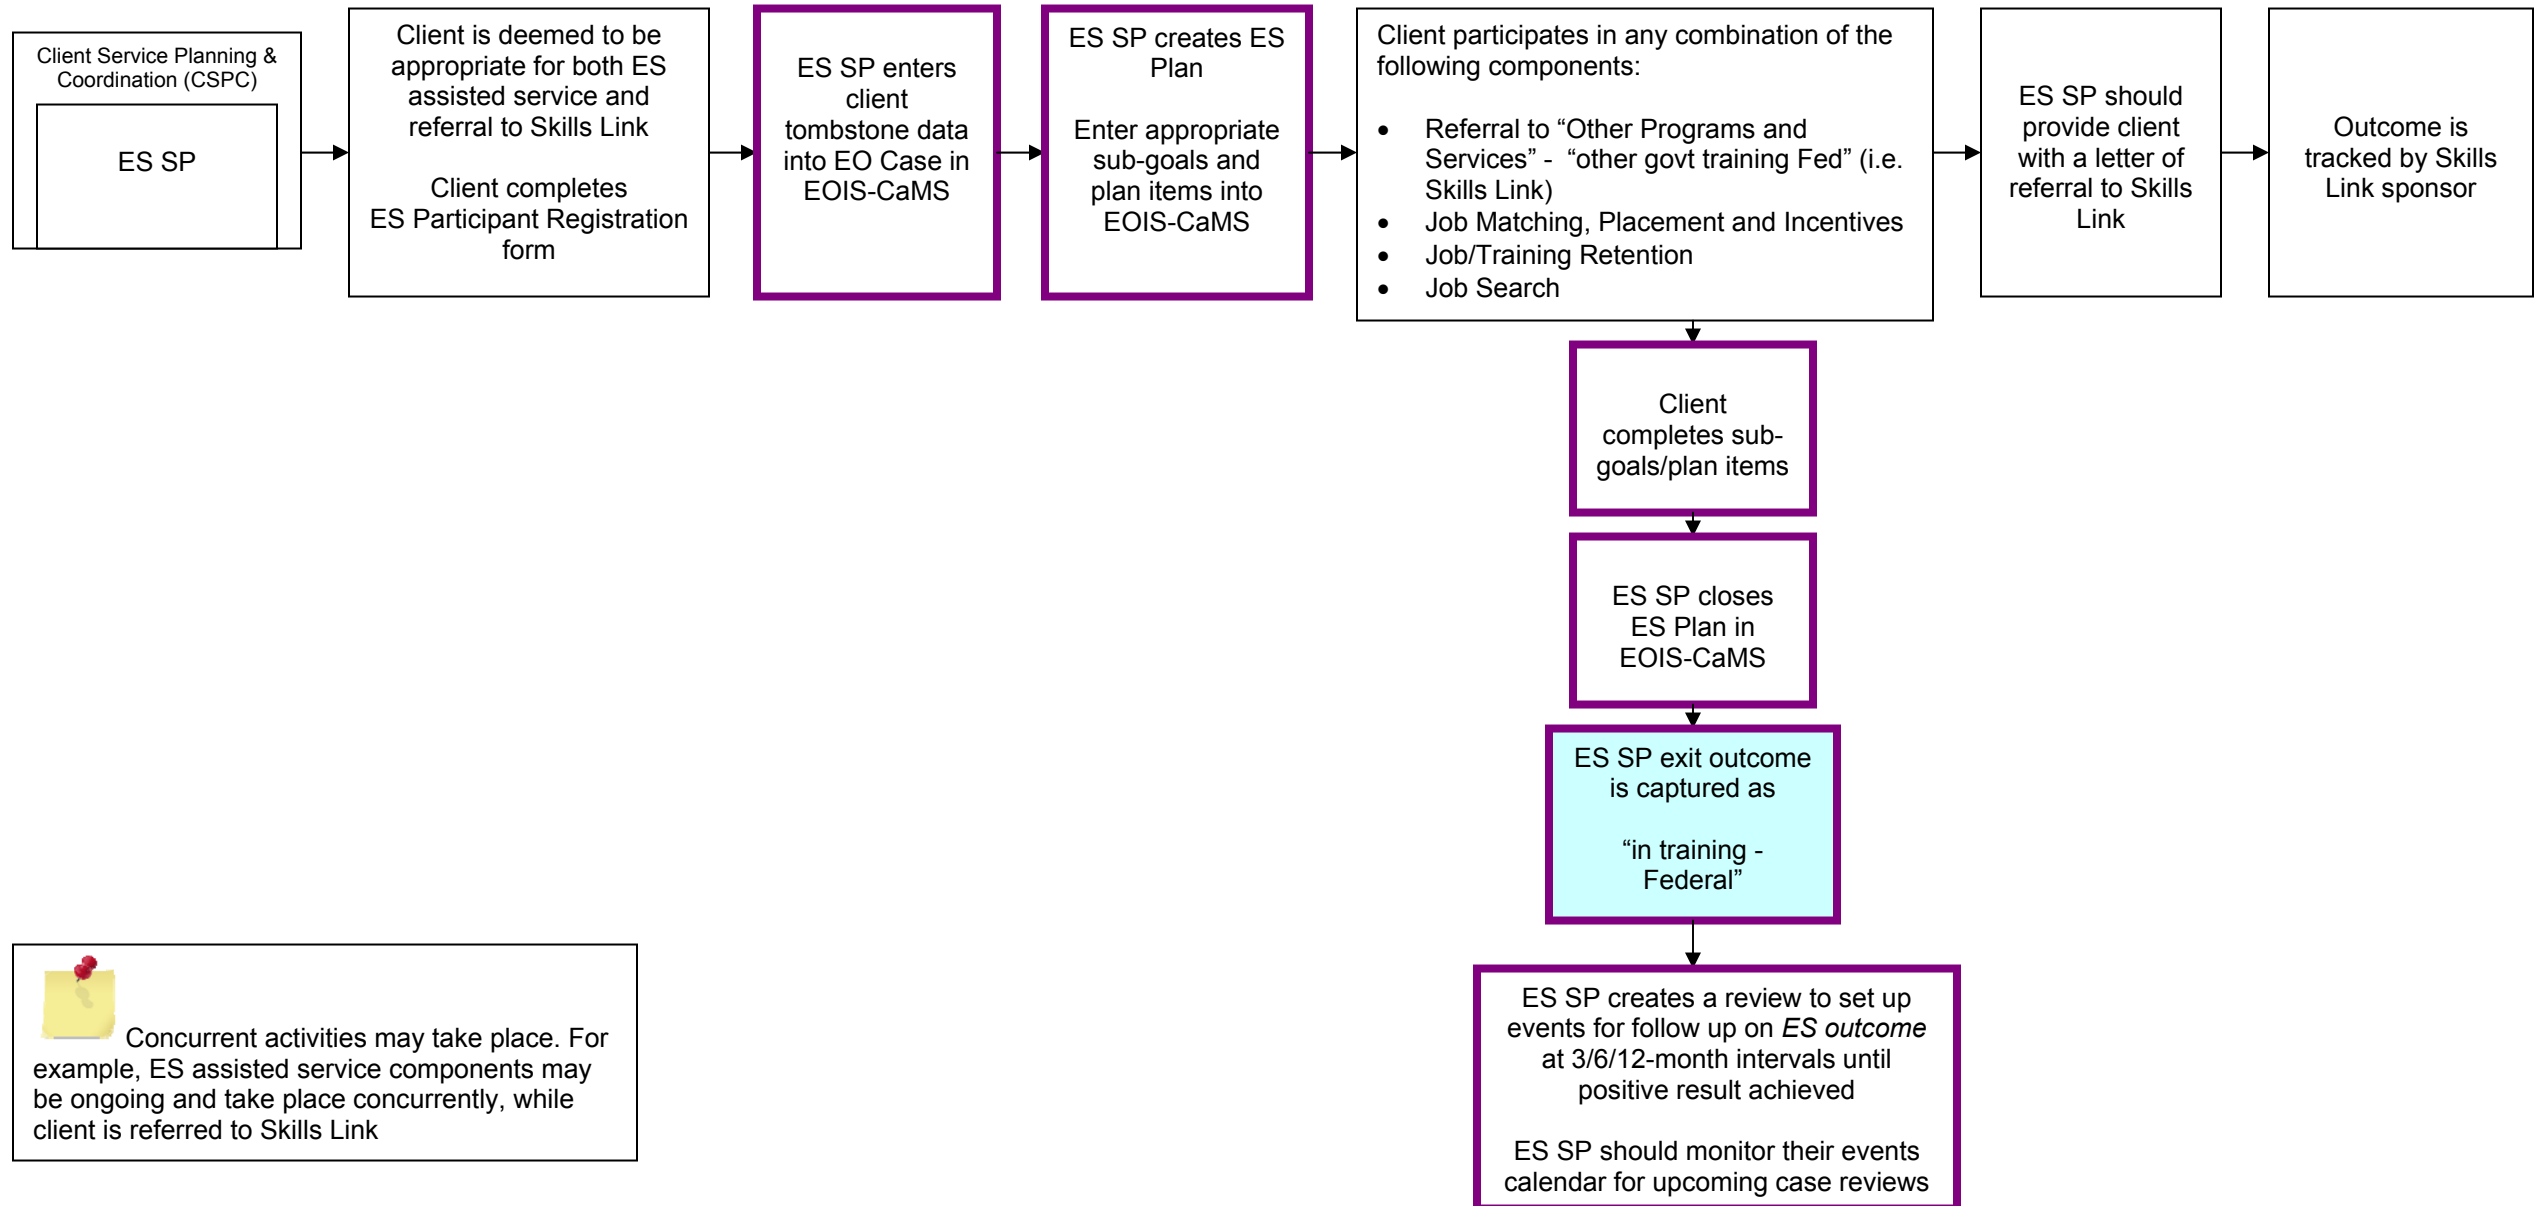 Client Service Planning &
Coordination (CSPC)
ES SP
Client is deemed to be
appropriate for both ES
assisted service and
referral to Skills Link
Client completes
ES Participant Registration
form
ES SP enters
client
tombstone data
into EO Case in
EOIS-CaMS
ES SP creates ES
Plan
Enter appropriate
sub-goals and
plan items into
EOIS-CaMS
Client participates in any combination of the
following components:
• Referral to “Other Programs and
Services” - “other govt training Fed” (i.e.
Skills Link)
• Job Matching, Placement and Incentives
• Job/Training Retention
• Job Search
ES SP should
provide client
with a letter of
referral to Skills
Link
Outcome is
tracked by Skills
Link sponsor
Client
completes sub-
goals/plan items
ES SP closes
ES Plan in
EOIS-CaMS
ES SP exit outcome
is captured as
“in training -
Federal”
ES SP creates a review to set up
events for follow up on ES outcome
at 3/6/12-month intervals until
positive result achieved
ES SP should monitor their events
calendar for upcoming case reviews
Concurrent activities may take place. For
example, ES assisted service components may
be ongoing and take place concurrently, while
client is referred to Skills Link